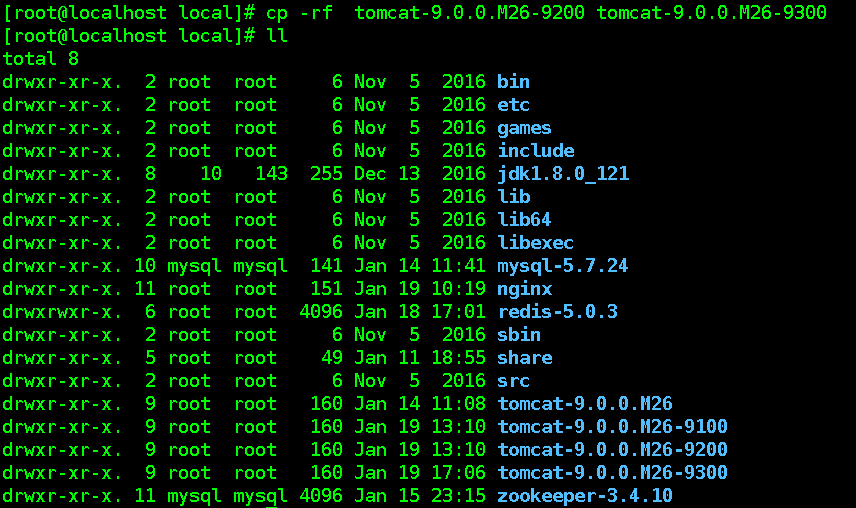 [root@localhost local]# cp -rf  tomcat-9.0.0.M26-9200 tomcat-9.0.0.M26-9300
[root@localhost local]# ll
total 8
drwxr-xr-x.  2 root  root     6 Nov  5  2016 bin
drwxr-xr-x.  2 root  root     6 Nov  5  2016 etc
drwxr-xr-x.  2 root  root     6 Nov  5  2016 games
drwxr-xr-x.  2 root  root     6 Nov  5  2016 include
drwxr-xr-x.  8    10   143  255 Dec 13  2016 jdk1.8.0_121
drwxr-xr-x.  2 root  root     6 Nov  5  2016 lib
drwxr-xr-x.  2 root  root     6 Nov  5  2016 lib64
drwxr-xr-x.  2 root  root     6 Nov  5  2016 libexec
drwxr-xr-x. 10 mysql mysql  141 Jan 14 11:41 mysql-5.7.24
drwxr-xr-x. 11 root  root   151 Jan 19 10:19 nginx
drwxrwxr-x.  6 root  root  4096 Jan 18 17:01 redis-5.0.3
drwxr-xr-x.  2 root  root     6 Nov  5  2016 sbin
drwxr-xr-x.  5 root  root    49 Jan 11 18:55 share
drwxr-xr-x.  2 root  root     6 Nov  5  2016 src
drwxr-xr-x.  9 root  root   160 Jan 14 11:08 tomcat-9.0.0.M26
drwxr-xr-x.  9 root  root   160 Jan 19 13:10 tomcat-9.0.0.M26-9100
drwxr-xr-x.  9 root  root   160 Jan 19 13:10 tomcat-9.0.0.M26-9200
drwxr-xr-x.  9 root  root   160 Jan 19 17:06 tomcat-9.0.0.M26-9300
drwxr-xr-x. 11 mysql mysql 4096 Jan 15 23:15 zookeeper-3.4.10